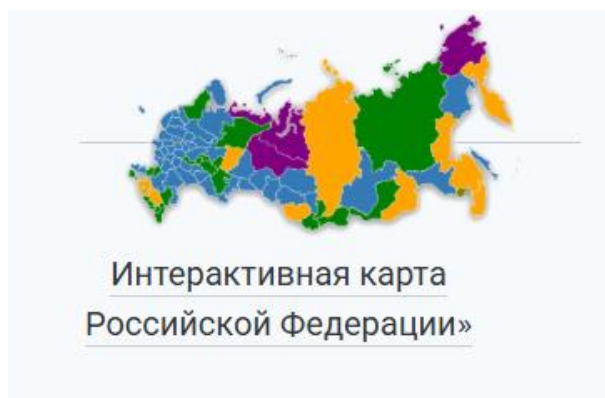 Интерактивная карта
Российской Федерации»